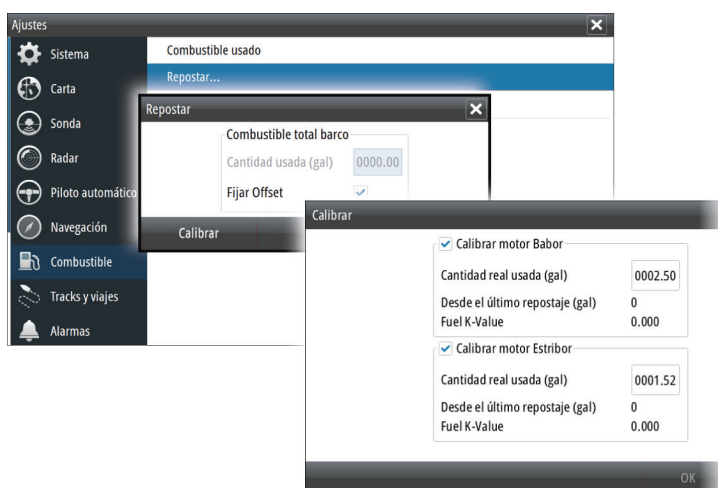 Ajustes
Sistema
Carta
Sonda
Radar
Piloto automático
Navegación
Combustible
Tracks y viajes
Alarmas
Combustible usado
Repostar...
Repostar
Combustible total barco
Cantidad usada (gal) 0000.00
Fijar Offset
Calibrar
Calibrar
Calibrar motor Babor
Cantidad real usada (gal) 0002.50
Desde el último repostaje (gal) 0
Fuel K-Value 0.000
Calibrar motor Estribor
Cantidad real usada (gal) 0001.52
Desde el último repostaje (gal) 0
Fuel K-Value 0.000
OK